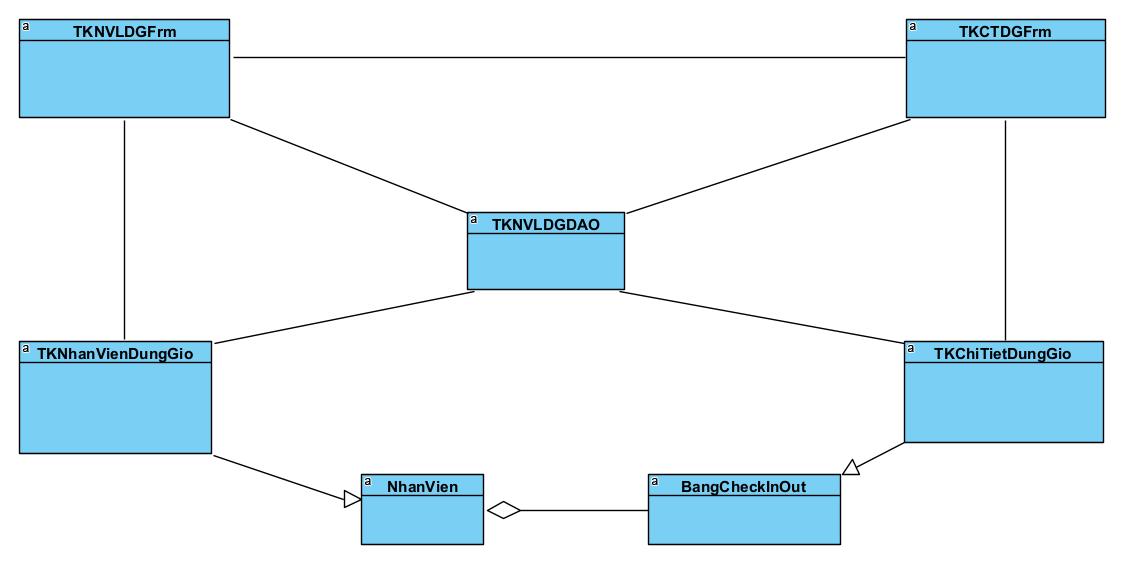 a
TKNVLDGFrm
a
TKCTDGFrm
a
TKNVLDGDAO
a
TKNhanVienDungGio
a
TKChiTietDungGio
a
NhanVien
a
BangCheckInOut